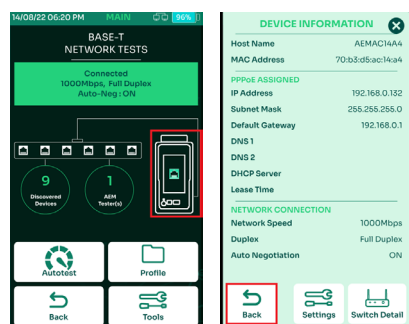 14/08/22 06:20 PM MAIN 96%
BASE-T
NETWORK TESTS
Connected
1000Mbps, Full Duplex
Auto-Neg : ON
9
Discovered
Devices
1
AEM
Tester(s)
Autotest
Profile
Back
Tools
DEVICE INFORMATION
Host Name AEMAC14A4
MAC Address 70:b3:d5:ac:14:a4
PPPoE ASSIGNED
IP Address 192.168.0.132
Subnet Mask 255.255.255.0
Default Gateway 192.168.0.1
DNS 1
DNS 2
DHCP Server
Lease Time
NETWORK CONNECTION
Network Speed 1000Mbps
Duplex Full Duplex
Auto Negotiation ON
Back
Settings
Switch Detail